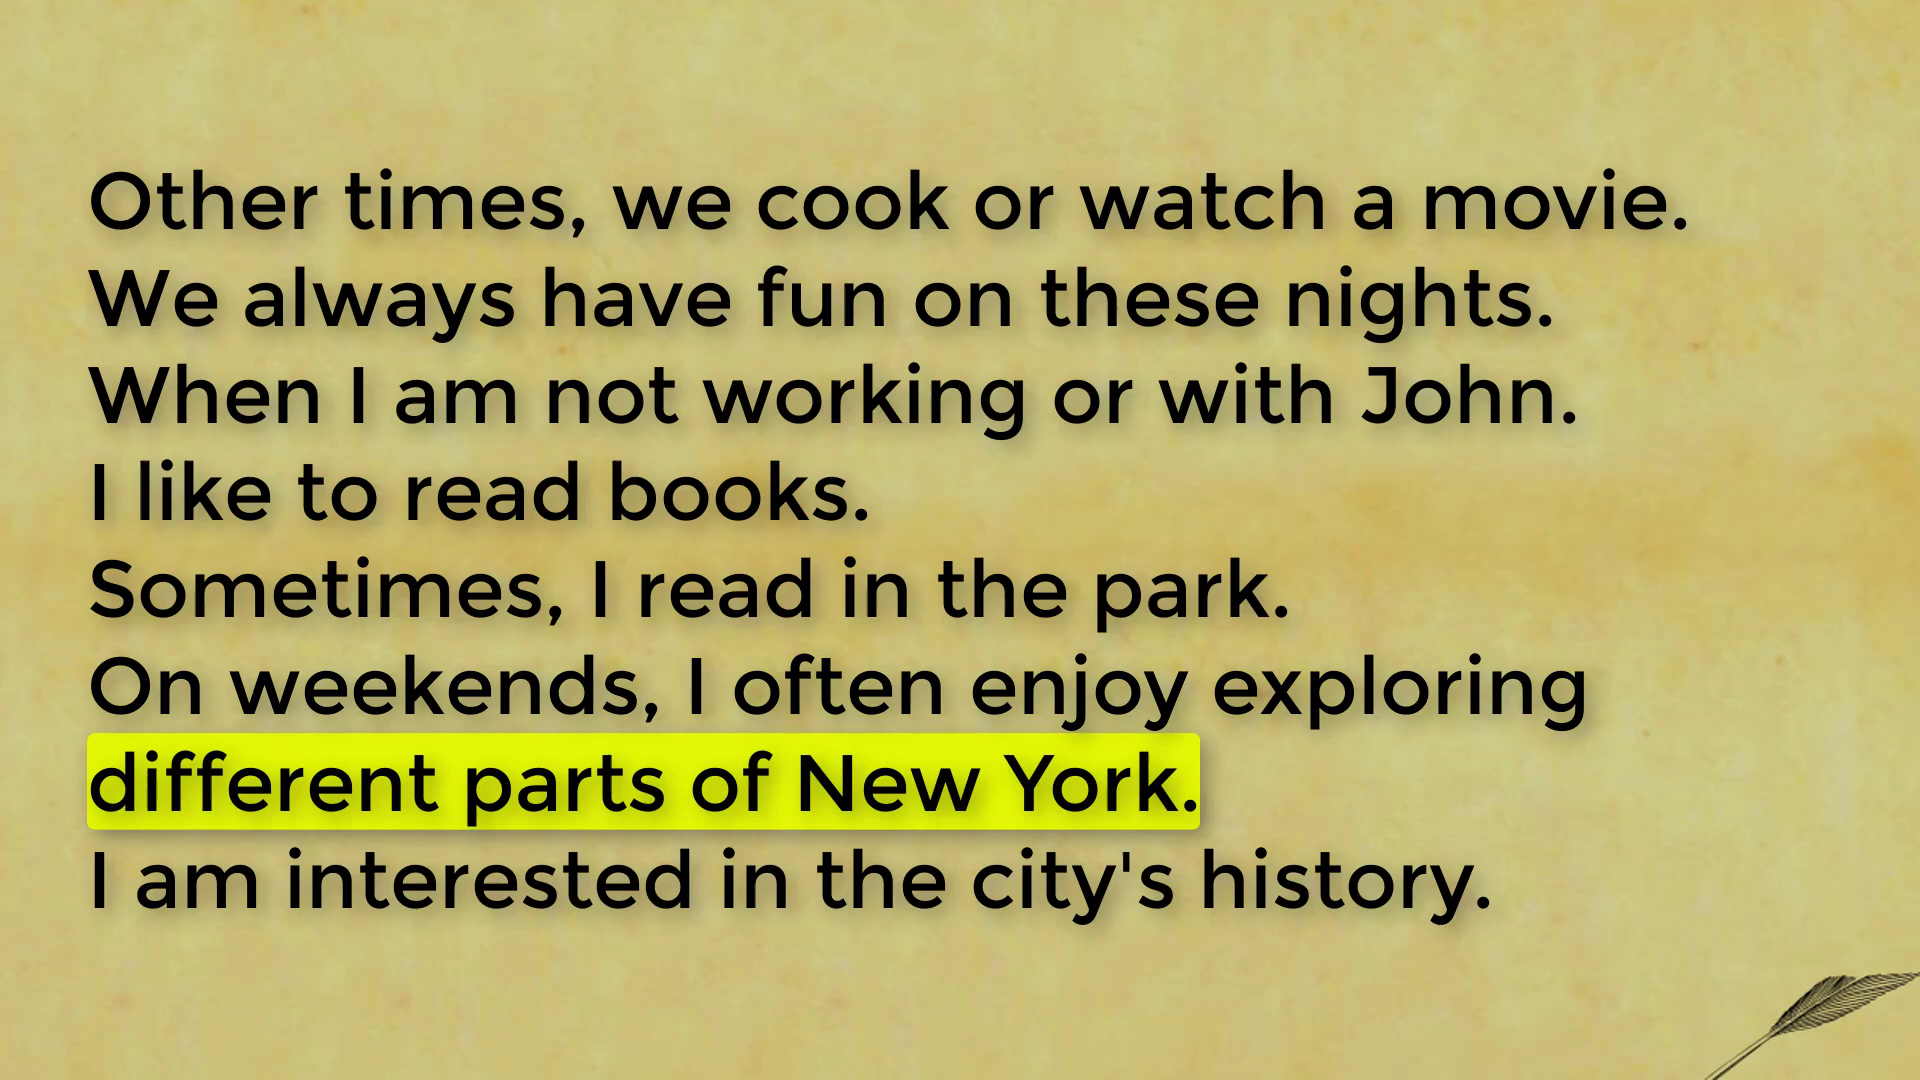 Other times, we cook or watch a movie.
We always have fun on these nights.
When I am not working or with John.
I like to read books.
Sometimes, I read in the park.
On weekends, I often enjoy exploring
different parts of New York.
I am interested in the city's history.